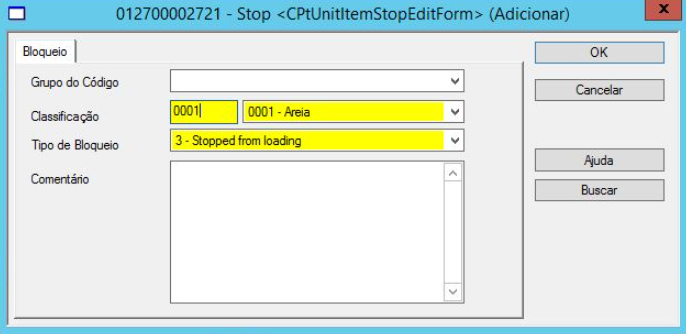 012700002721 - Stop <CPtUnitItemStopEditForm> (Adicionar)
x
Bloqueio
OK
Grupo do Código
Cancelar
Classificação 0001 0001 - Areia
Tipo de Bloqueio 3 - Stopped from loading
Ajuda
Comentário
Buscar